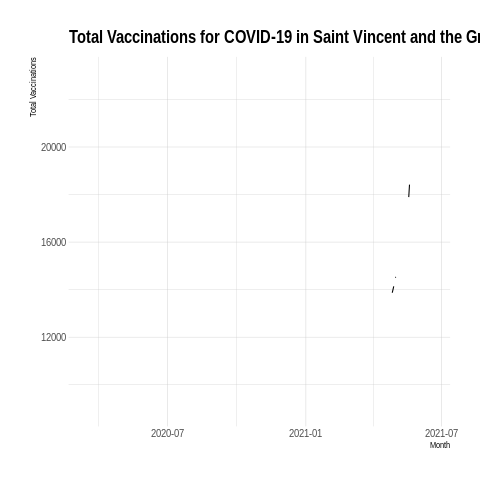 Total Vaccinations for COVID-19 in Saint Vincent and the Gr
Total Vaccinations
20000
16000
12000
2020-07
2021-01
2021-07
Month